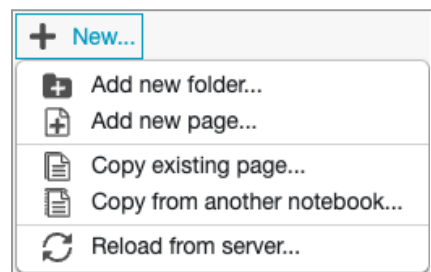 New...
Add new folder...
Add new page...
Copy existing page...
Copy from another notebook...
Reload from server...